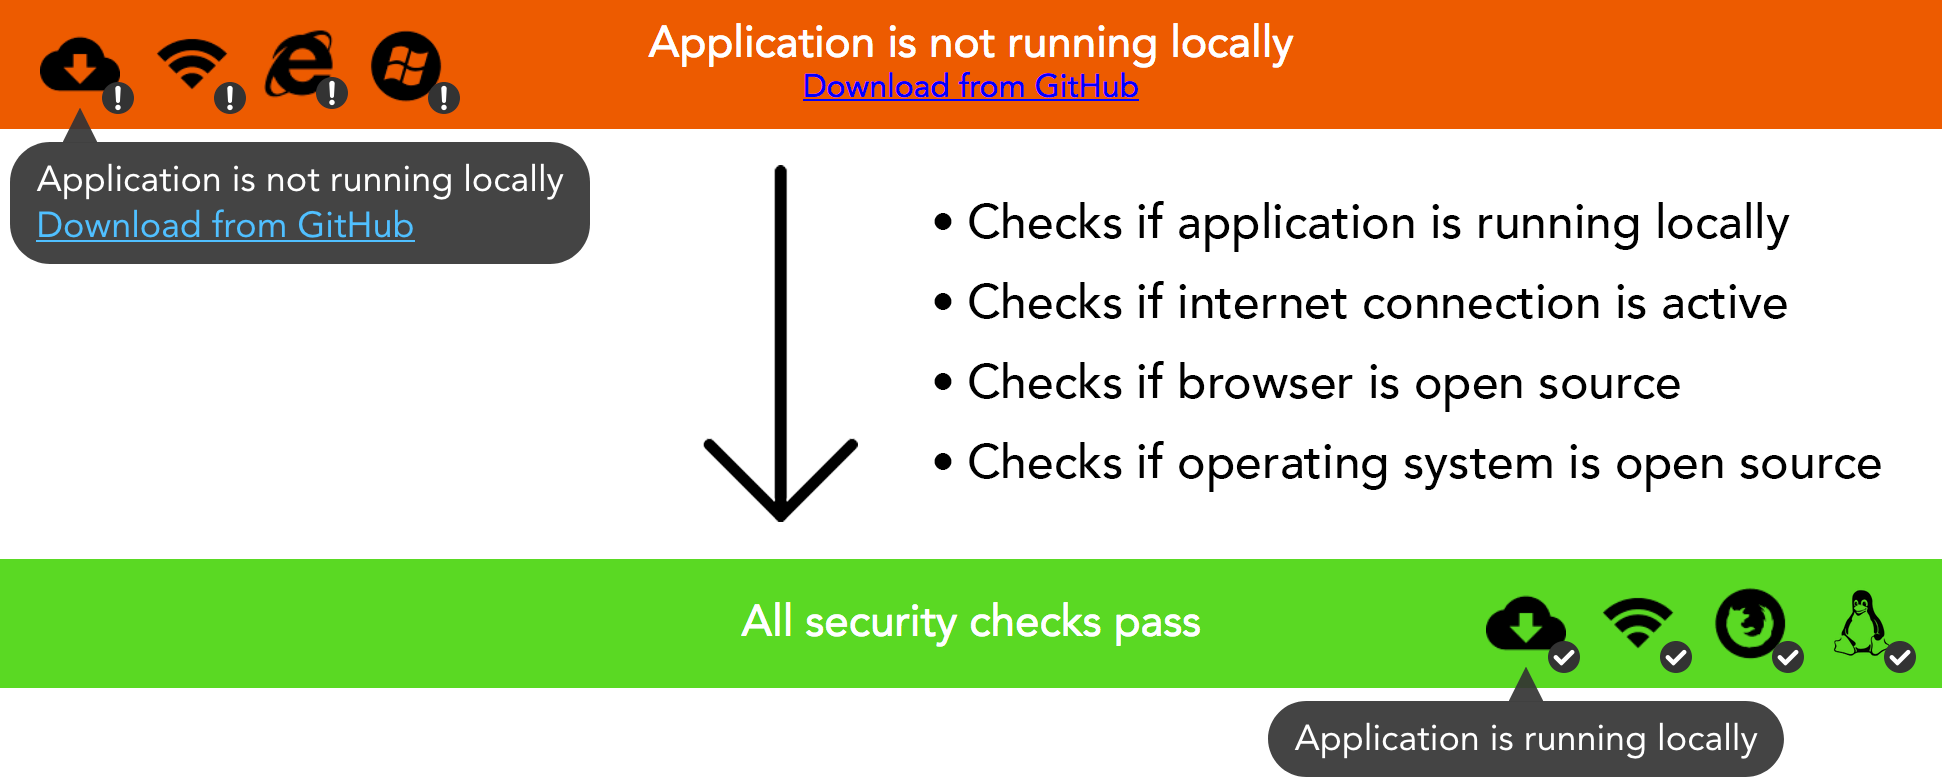 Application is not running locally
Download from GitHub
Application is not running locally
Download from GitHub
• Checks if application is running locally
• Checks if internet connection is active
• Checks if browser is open source
• Checks if operating system is open source
All security checks pass
Application is running locally